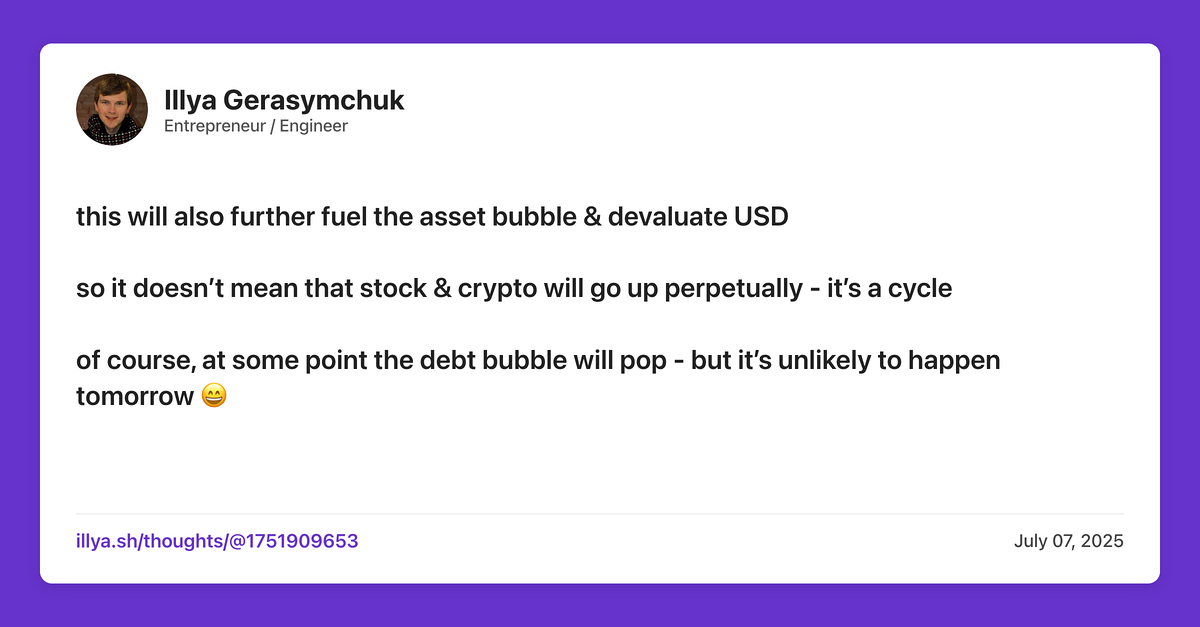 Illya Gerasymchuk
Entrepreneur / Engineer
this will also further fuel the asset bubble & devaluate USD
so it doesn’t mean that stock & crypto will go up perpetually - it’s a cycle
of course, at some point the debt bubble will pop - but it’s unlikely to happen
tomorrow 😄
illya.sh/thoughts/@1751909653
July 07, 2025